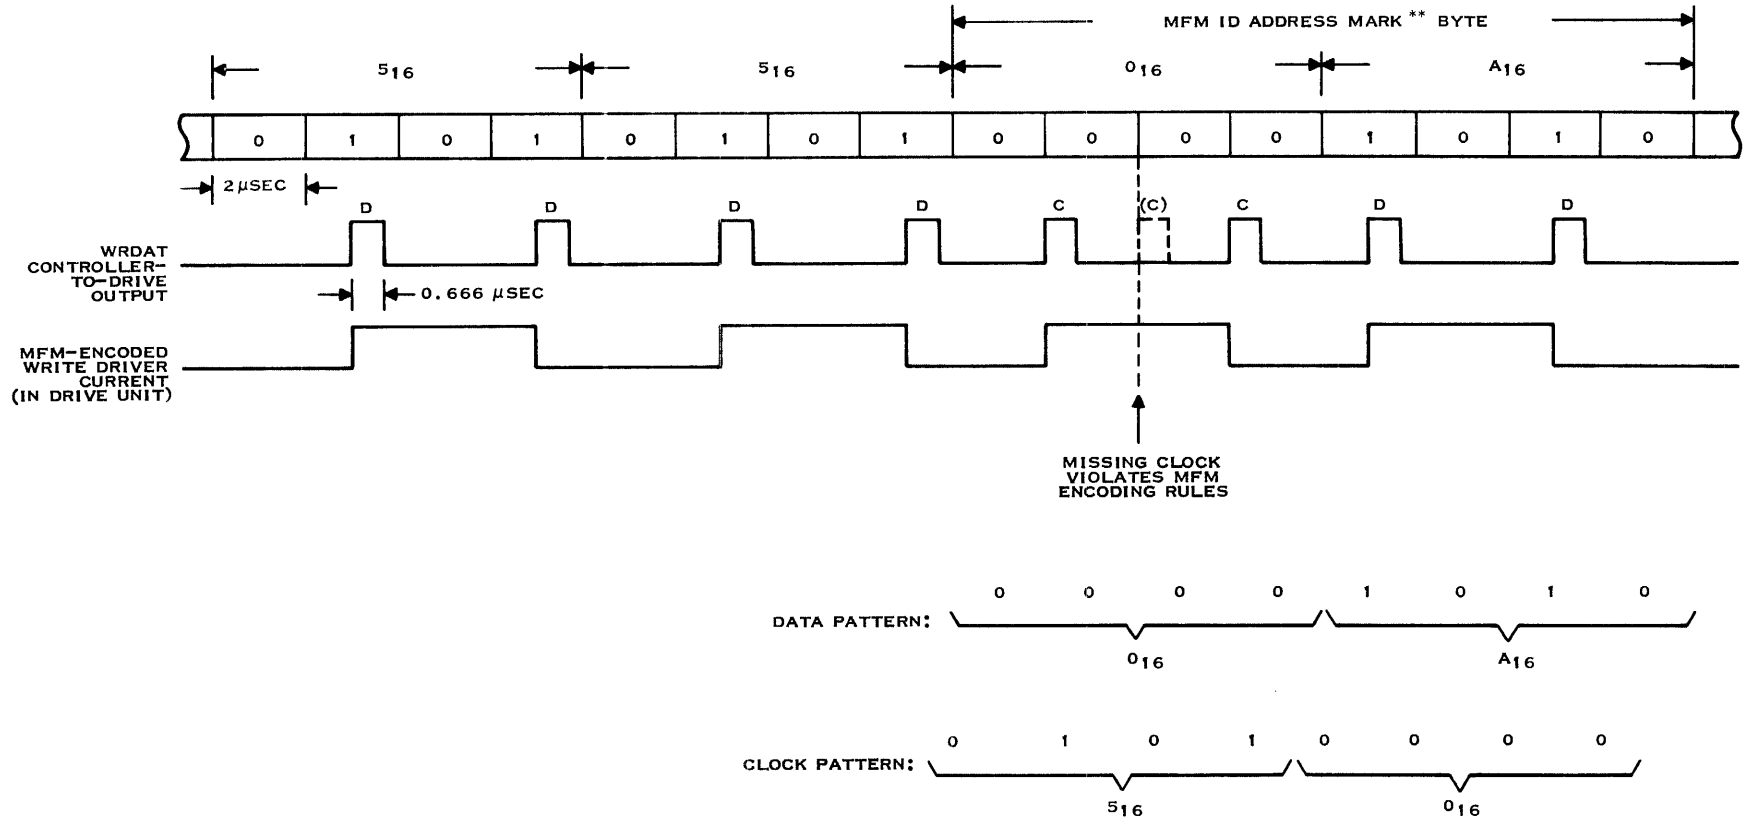 MFM ID ADDRESS MARK ** BYTE
5₁₆ 5₁₆ 0₁₆ A₁₆
0 1 0 1 0 1 0 1 0 0 0 0 1 0 1 0
2 µSEC
D D D D C (C) C D D
WRDAT
CONTROLLER-
TO-DRIVE
OUTPUT
0.666 µSEC
MFM-ENCODED
WRITE DRIVER
CURRENT
(IN DRIVE UNIT)
MISSING CLOCK
VIOLATES MFM
ENCODING RULES
DATA PATTERN: 0 0 0 0 1 0 1 0
0₁₆ A₁₆
CLOCK PATTERN: 0 1 0 1 0 0 0 0
5₁₆ 0₁₆